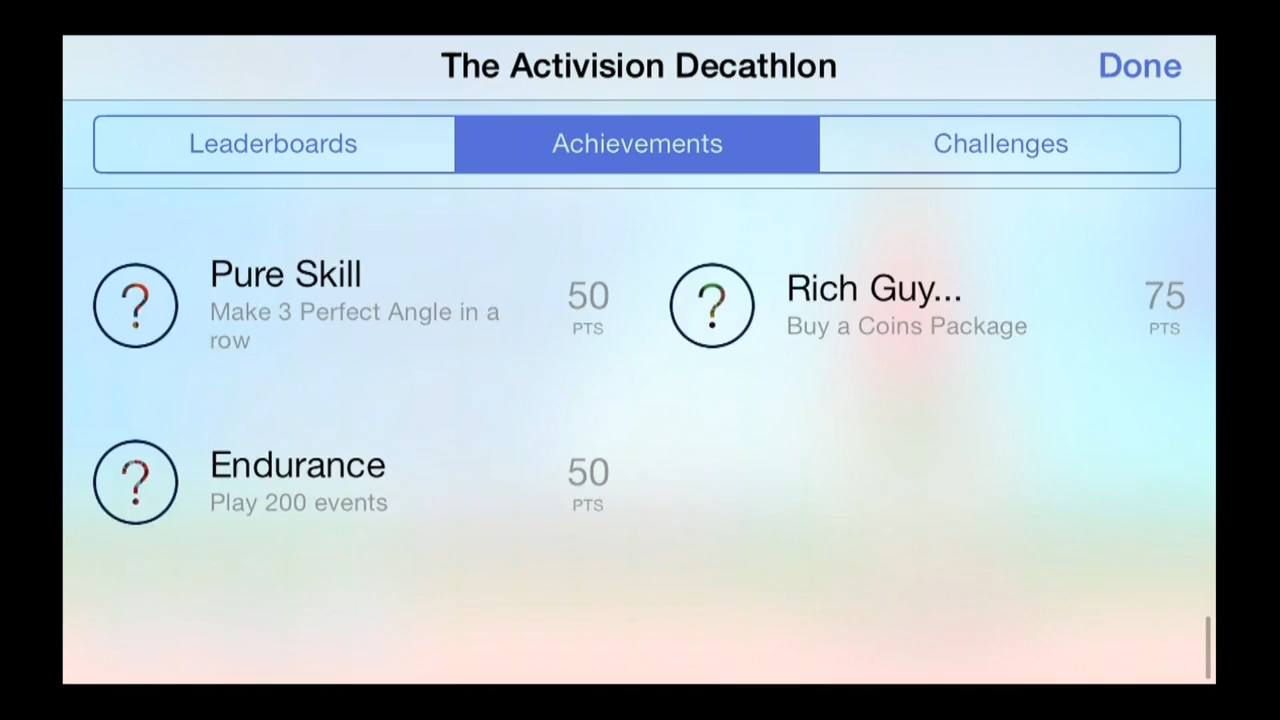 The Activision Decathlon
Done
Leaderboards
Achievements
Challenges
?
Pure Skill
Make 3 Perfect Angle in a
row
50
PTS
?
Rich Guy...
Buy a Coins Package
75
PTS
?
Endurance
Play 200 events
50
PTS